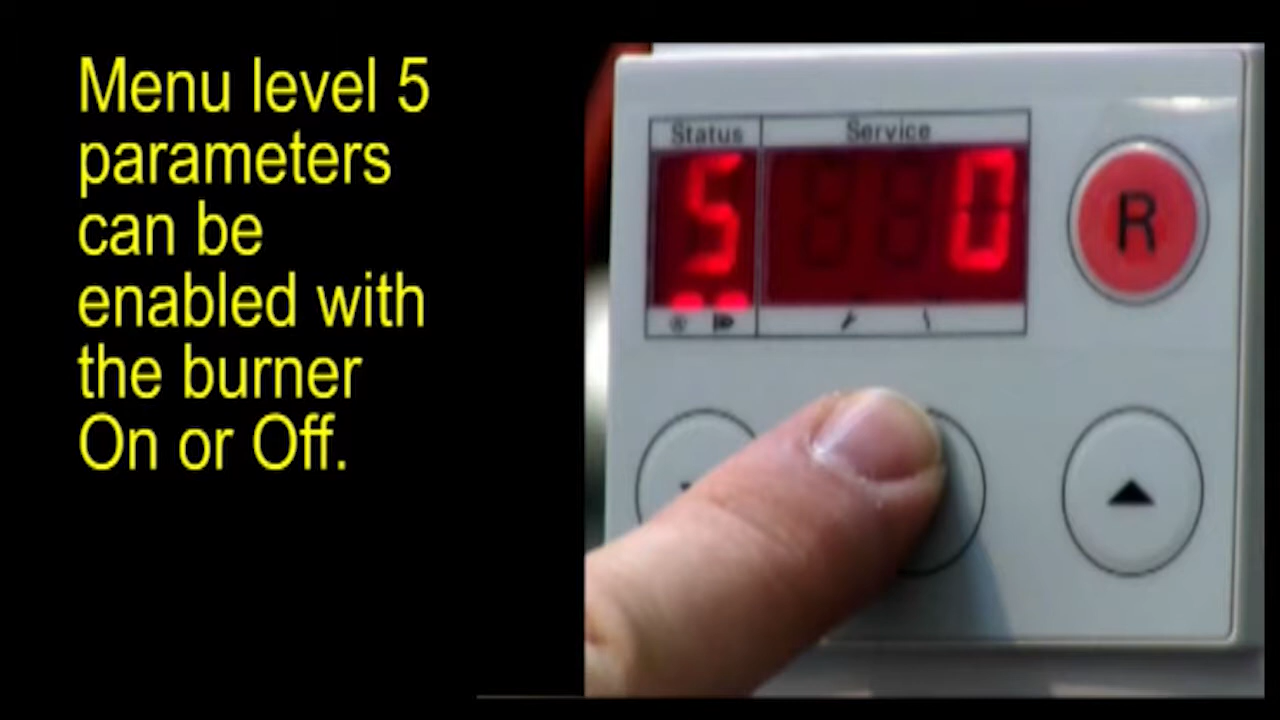 Menu level 5
parameters
can be
enabled with
the burner
On or Off.
Status Service
5 0
R